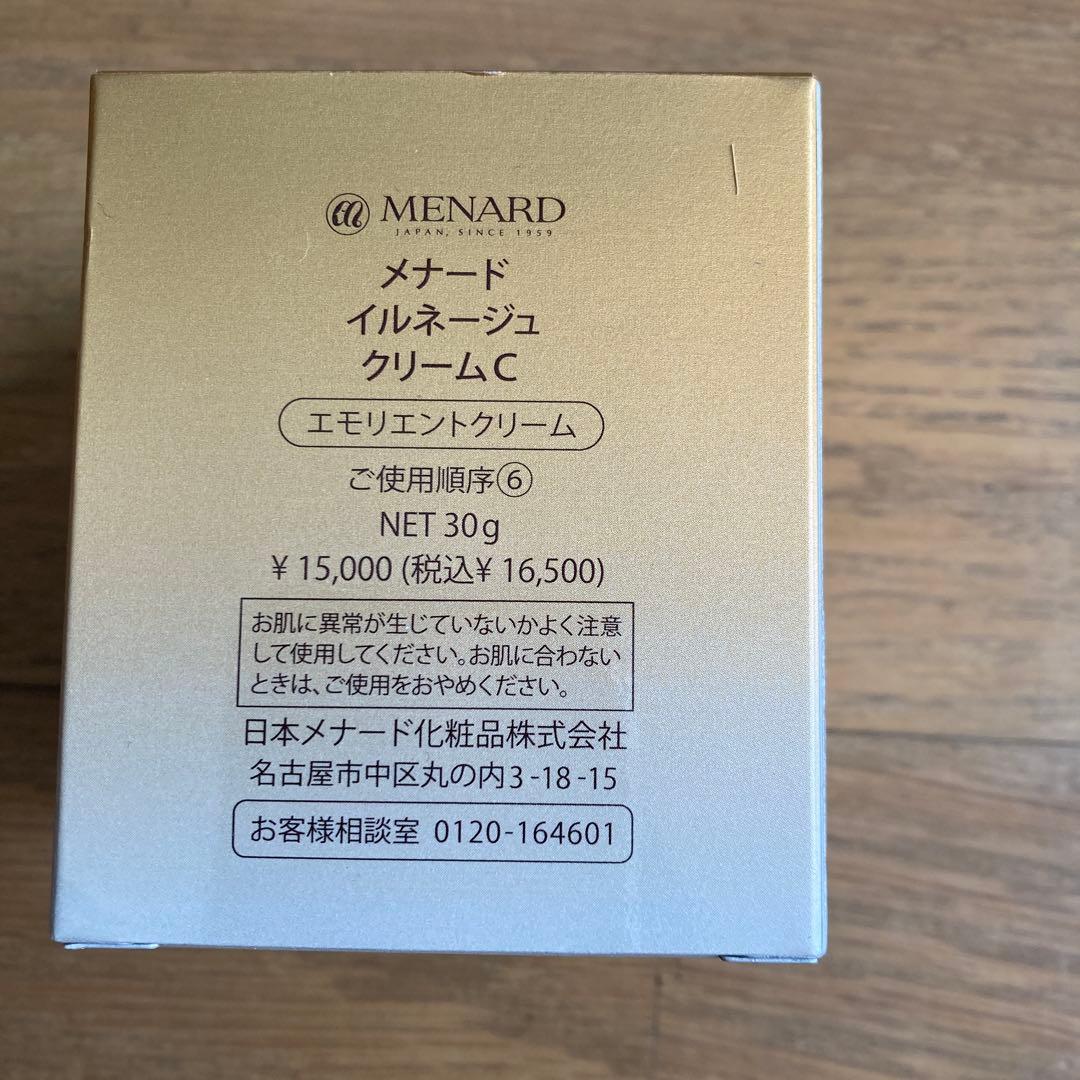 MENARD
JAPAN, SINCE 1959
メナード
イルネージュ
クリームC
エモリエントクリーム
ご使用順序⑥
NET 30g
¥ 15,000 (税込¥ 16,500)
お肌に異常が生じていないかよく注意
して使用してください。お肌に合わない
ときは、ご使用をおやめください。
日本メナード化粧品株式会社
名古屋市中区丸の内3-18-15
お客様相談室 0120-164601